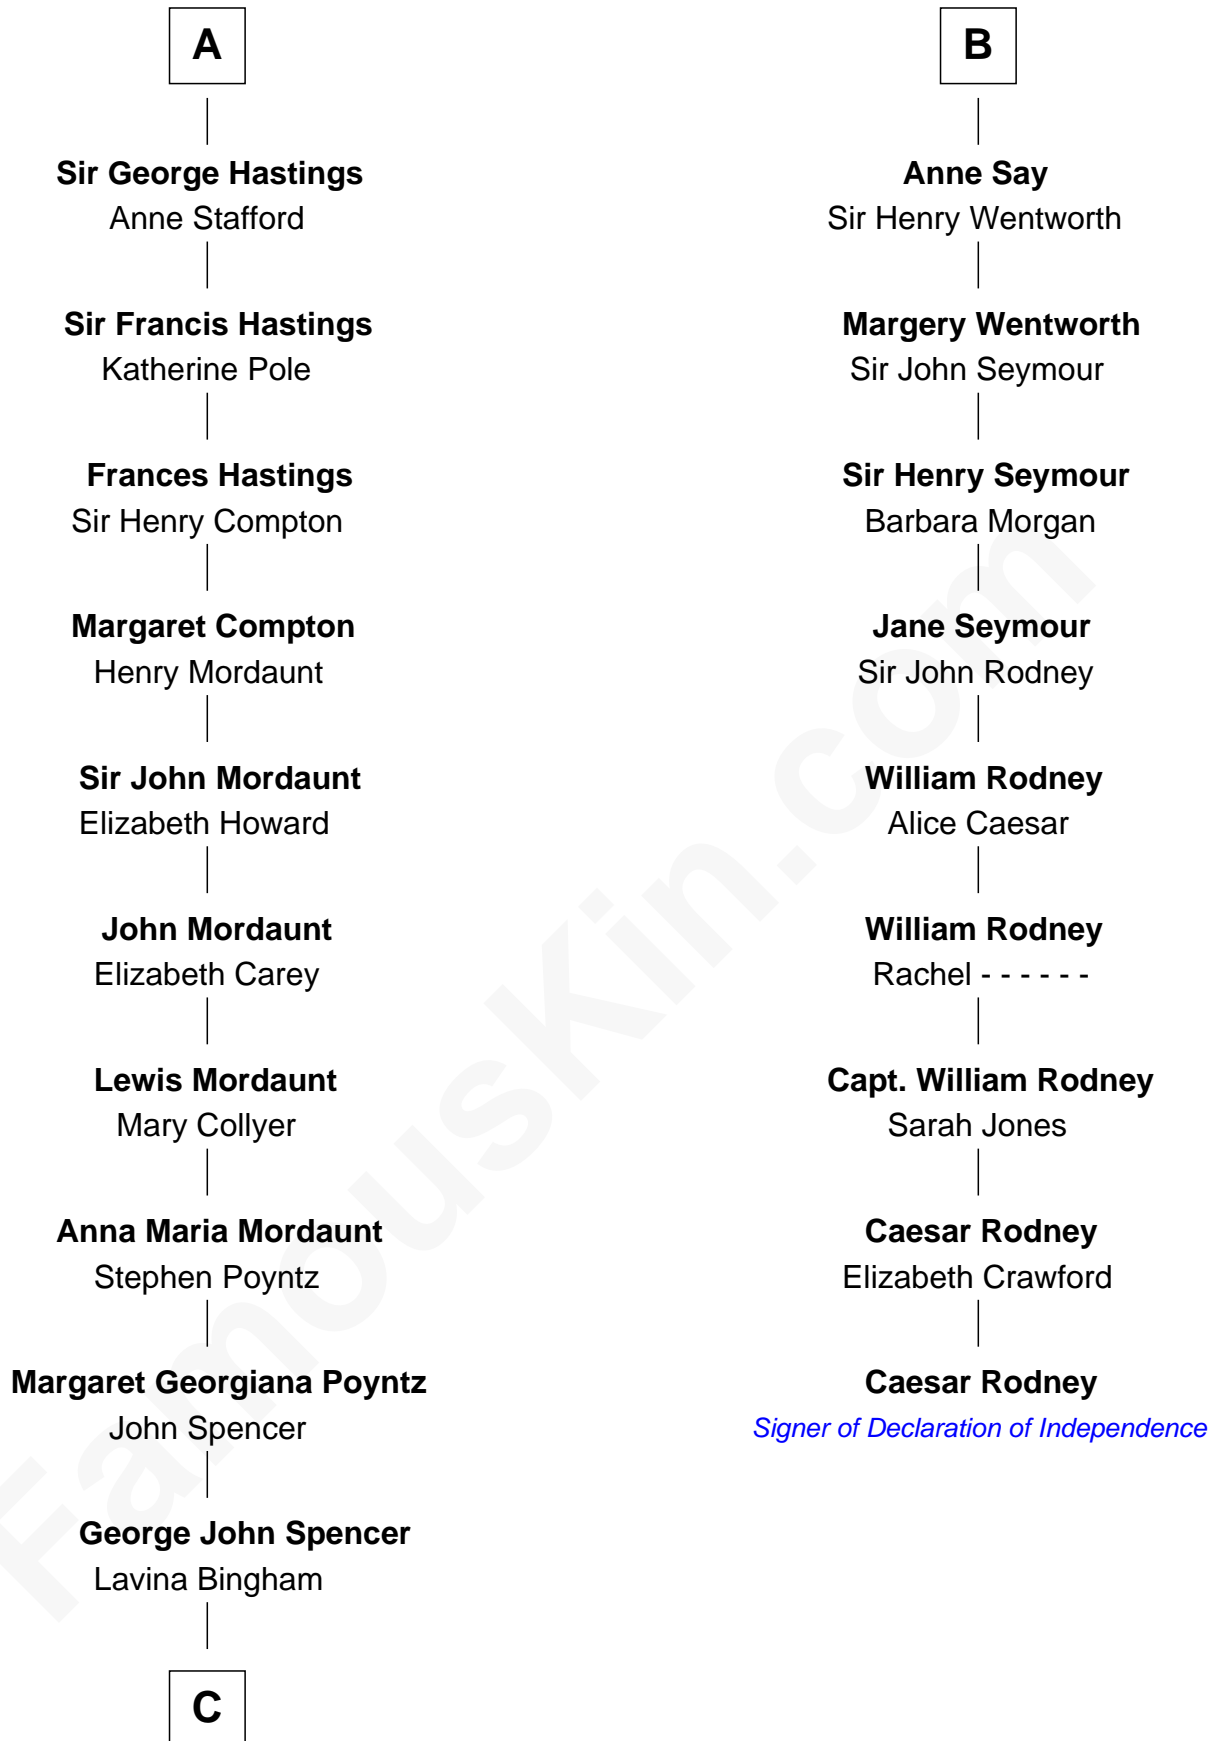 A
Sir George Hastings
Anne Stafford
Sir Francis Hastings
Katherine Pole
Frances Hastings
Sir Henry Compton
Margaret Compton
Henry Mordaunt
Sir John Mordaunt
Elizabeth Howard
John Mordaunt
Elizabeth Carey
Lewis Mordaunt
Mary Collyer
Anna Maria Mordaunt
Stephen Poyntz
Margaret Georgiana Poyntz
John Spencer
George John Spencer
Lavina Bingham
C
B
Anne Say
Sir Henry Wentworth
Margery Wentworth
Sir John Seymour
Sir Henry Seymour
Barbara Morgan
Jane Seymour
Sir John Rodney
William Rodney
Alice Caesar
William Rodney
Rachel - - - - - -
Capt. William Rodney
Sarah Jones
Caesar Rodney
Elizabeth Crawford
Caesar Rodney
Signer of Declaration of Independence
FamousKin.com